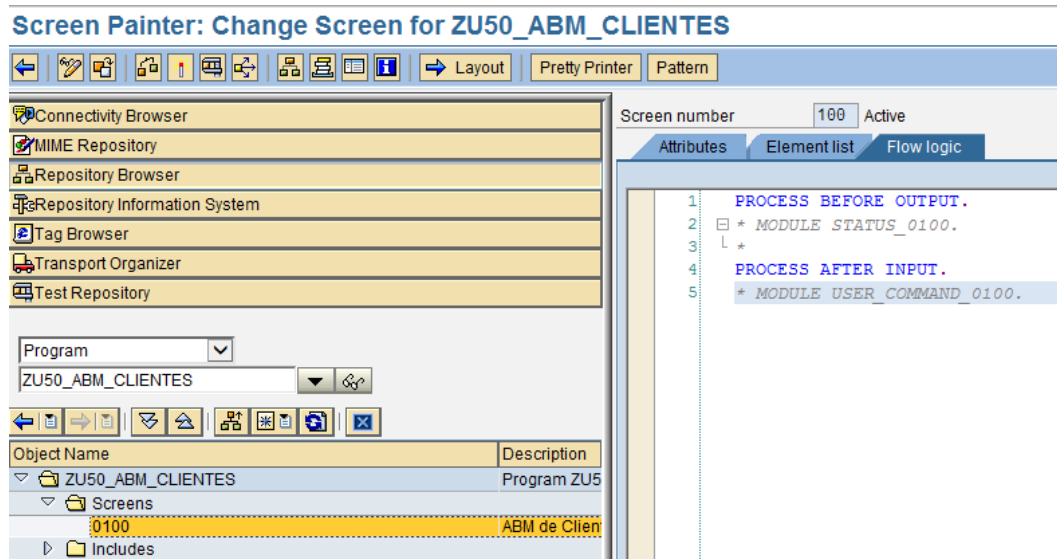 Screen Painter: Change Screen for ZU50_ABM_CLIENTES
Layout Pretty Printer Pattern
Connectivity Browser
MIME Repository
Repository Browser
Repository Information System
Tag Browser
Transport Organizer
Test Repository
Program
ZU50_ABM_CLIENTES
Object Name Description
ZU50_ABM_CLIENTES Program ZU5
Screens
0100 ABM de Clien
Includes
Screen number 100 Active
Attributes Element list Flow logic
1 PROCESS BEFORE OUTPUT.
2 * MODULE STATUS_0100.
3 *
4 PROCESS AFTER INPUT.
5 * MODULE USER_COMMAND_0100.